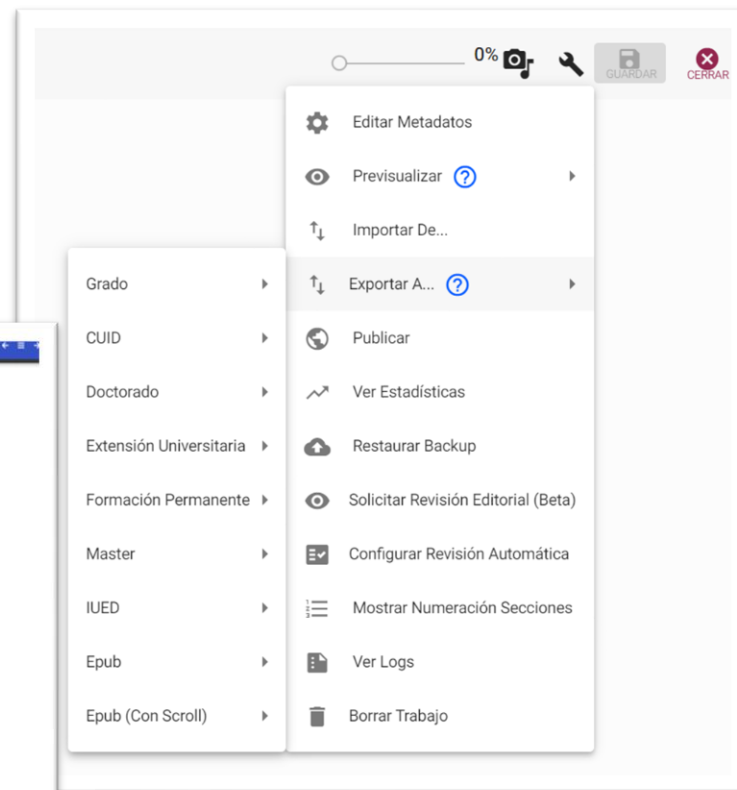 0%
GUARDAR
CERRAR
Editar Metadatos
Previsualizar ?
Importar De...
Exportar A... ?
Publicar
Ver Estadísticas
Restaurar Backup
Solicitar Revisión Editorial (Beta)
Configurar Revisión Automática
Mostrar Numeración Secciones
Ver Logs
Borrar Trabajo
Grado
CUID
Doctorado
Extensión Universitaria
Formación Permanente
Master
IUED
Epub
Epub (Con Scroll)